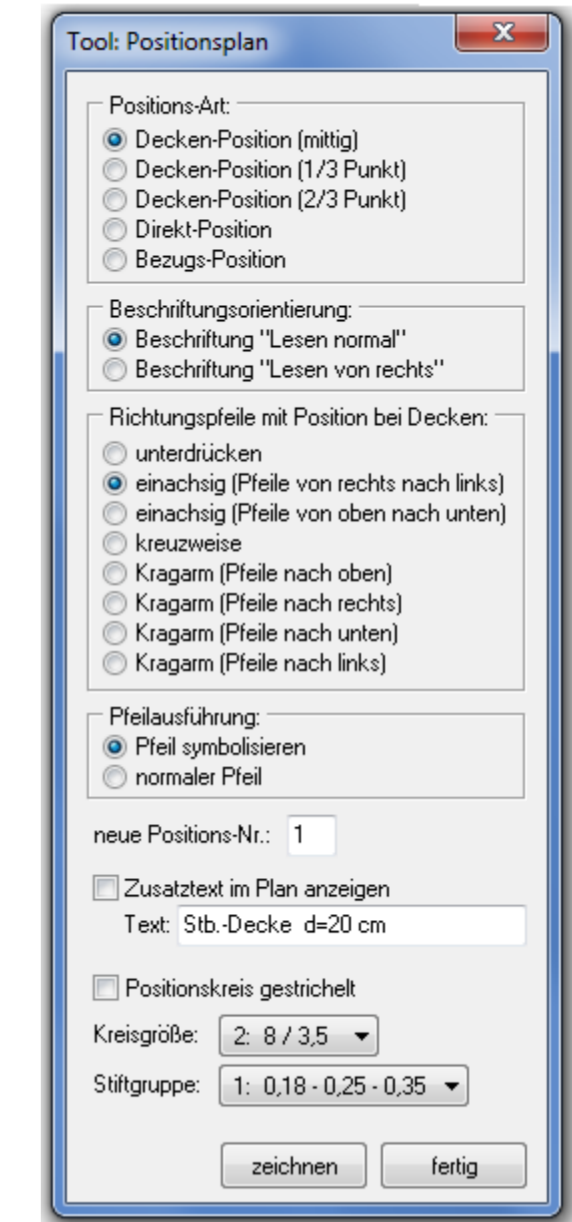 Tool: Positionsplan
Positions-Art:
Decken-Position (mittig)
Decken-Position (1/3 Punkt)
Decken-Position (2/3 Punkt)
Direkt-Position
Bezugs-Position
Beschriftungsorientierung:
Beschriftung "Lesen normal"
Beschriftung "Lesen von rechts"
Richtungspfeile mit Position bei Decken:
unterdrücken
einachsig (Pfeile von rechts nach links)
einachsig (Pfeile von oben nach unten)
kreuzweise
Kragarm (Pfeile nach oben)
Kragarm (Pfeile nach rechts)
Kragarm (Pfeile nach unten)
Kragarm (Pfeile nach links)
Pfeilausführung:
Pfeil symbolisieren
normaler Pfeil
neue Positions-Nr.: 1
Zusatztext im Plan anzeigen
Text: Stb.-Decke d=20 cm
Positionskreis gestrichelt
Kreisgröße: 2: 8 / 3,5
Stiftgruppe: 1: 0,18 - 0,25 - 0,35
zeichnen fertig